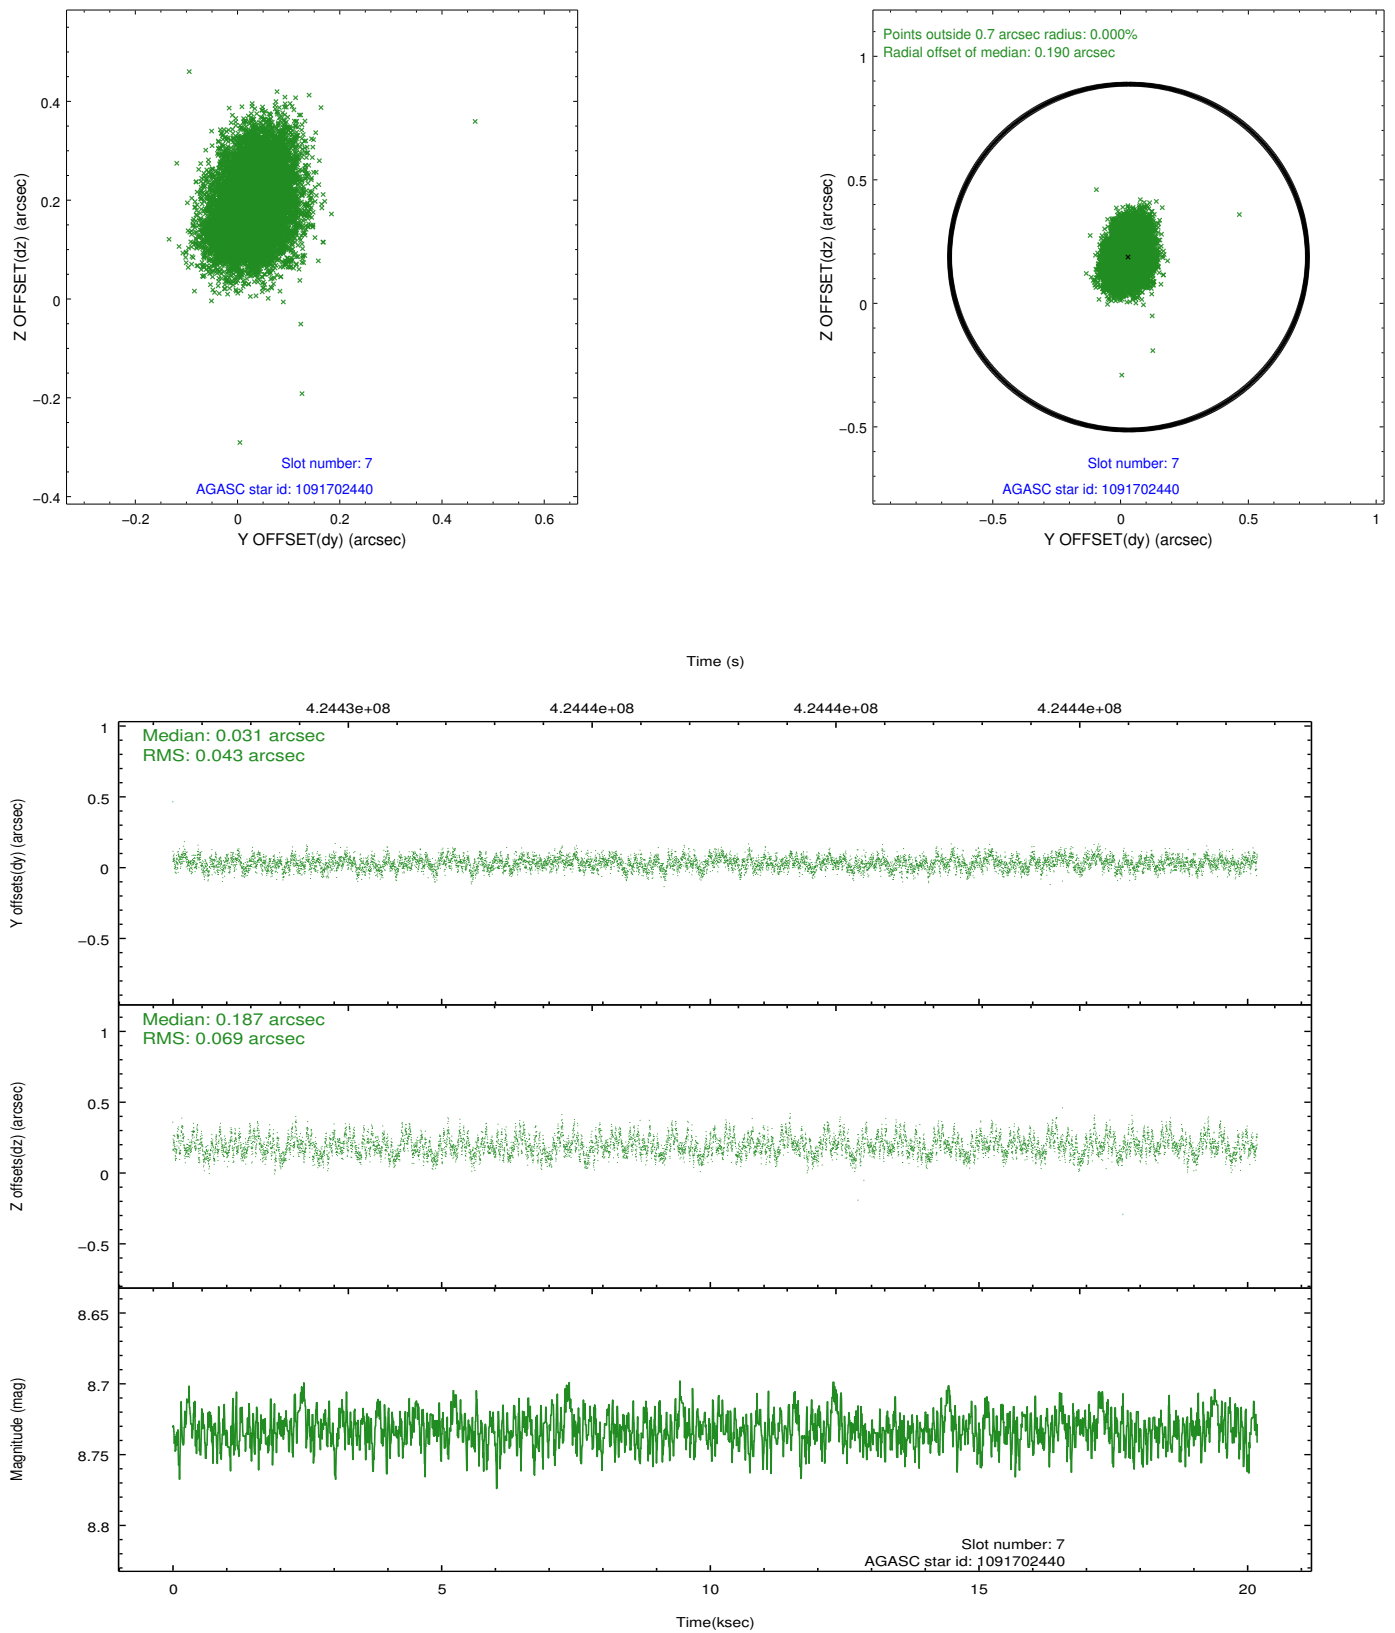 0.4
0.2
0
−0.2
−0.4
Z OFFSET(dz) (arcsec)
Slot number: 7
AGASC star id: 1091702440
−0.2 0 0.2 0.4 0.6
Y OFFSET(dy) (arcsec)
Points outside 0.7 arcsec radius: 0.000%
Radial offset of median: 0.190 arcsec
1
0.5
0
−0.5
Z OFFSET(dz) (arcsec)
Slot number: 7
AGASC star id: 1091702440
−0.5 0 0.5 1
Y OFFSET(dy) (arcsec)
Time (s)
4.2443e+08 4.2444e+08 4.2444e+08 4.2444e+08
Median: 0.031 arcsec
RMS: 0.043 arcsec
1
0.5
0
−0.5
Y offsets(dy) (arcsec)
Median: 0.187 arcsec
RMS: 0.069 arcsec
1
0.5
0
−0.5
Z offsets(dz) (arcsec)
8.65
8.7
8.75
8.8
Magnitude (mag)
Slot number: 7
AGASC star id: 1091702440
0 5 10 15 20
Time(ksec)